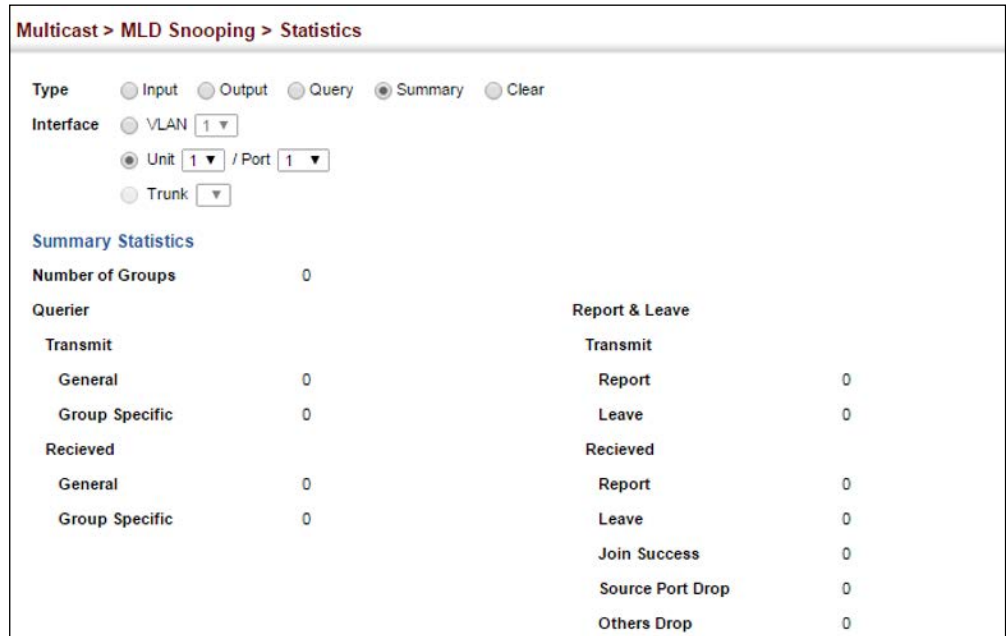 Multicast > MLD Snooping > Statistics
Type Input Output Query Summary Clear
Interface VLAN 1
Unit 1 / Port 1
Trunk
Summary Statistics
Number of Groups 0
Querier Report & Leave
Transmit Transmit
General 0 Report 0
Group Specific 0 Leave 0
Recieved Recieved
General 0 Report 0
Group Specific 0 Leave 0
Join Success 0
Source Port Drop 0
Others Drop 0